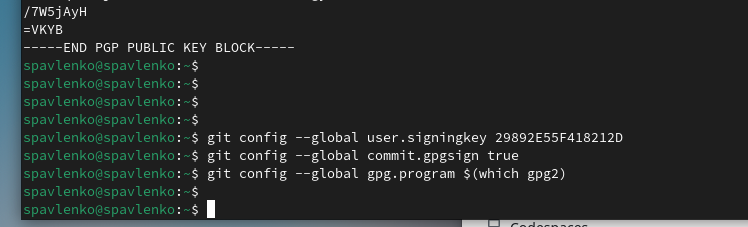 /7W5jAyH
=VKYB
-----END PGP PUBLIC KEY BLOCK-----
spavlenko@spavlenko:~$
spavlenko@spavlenko:~$
spavlenko@spavlenko:~$
spavlenko@spavlenko:~$
spavlenko@spavlenko:~$ git config --global user.signingkey 29892E55F418212D
spavlenko@spavlenko:~$ git config --global commit.gpgsign true
spavlenko@spavlenko:~$ git config --global gpg.program $(which gpg2)
spavlenko@spavlenko:~$
spavlenko@spavlenko:~$
Codespaces